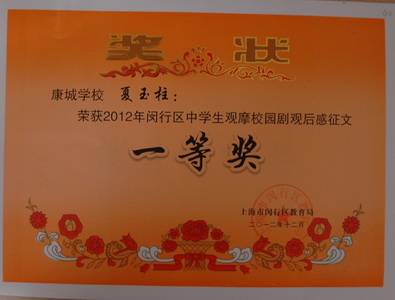 奖状
康城学校 夏玉柱：
荣获2012年闵行区中学生观摩校园剧观后感征文
一等奖
上海市闵行区教育局
二〇一二年十二月